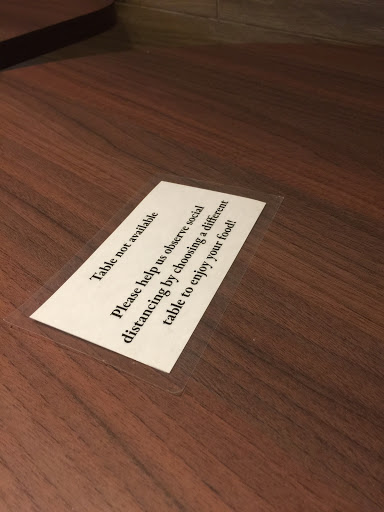 Table not available
Please help us observe social
distancing by choosing a different
table to enjoy your food!